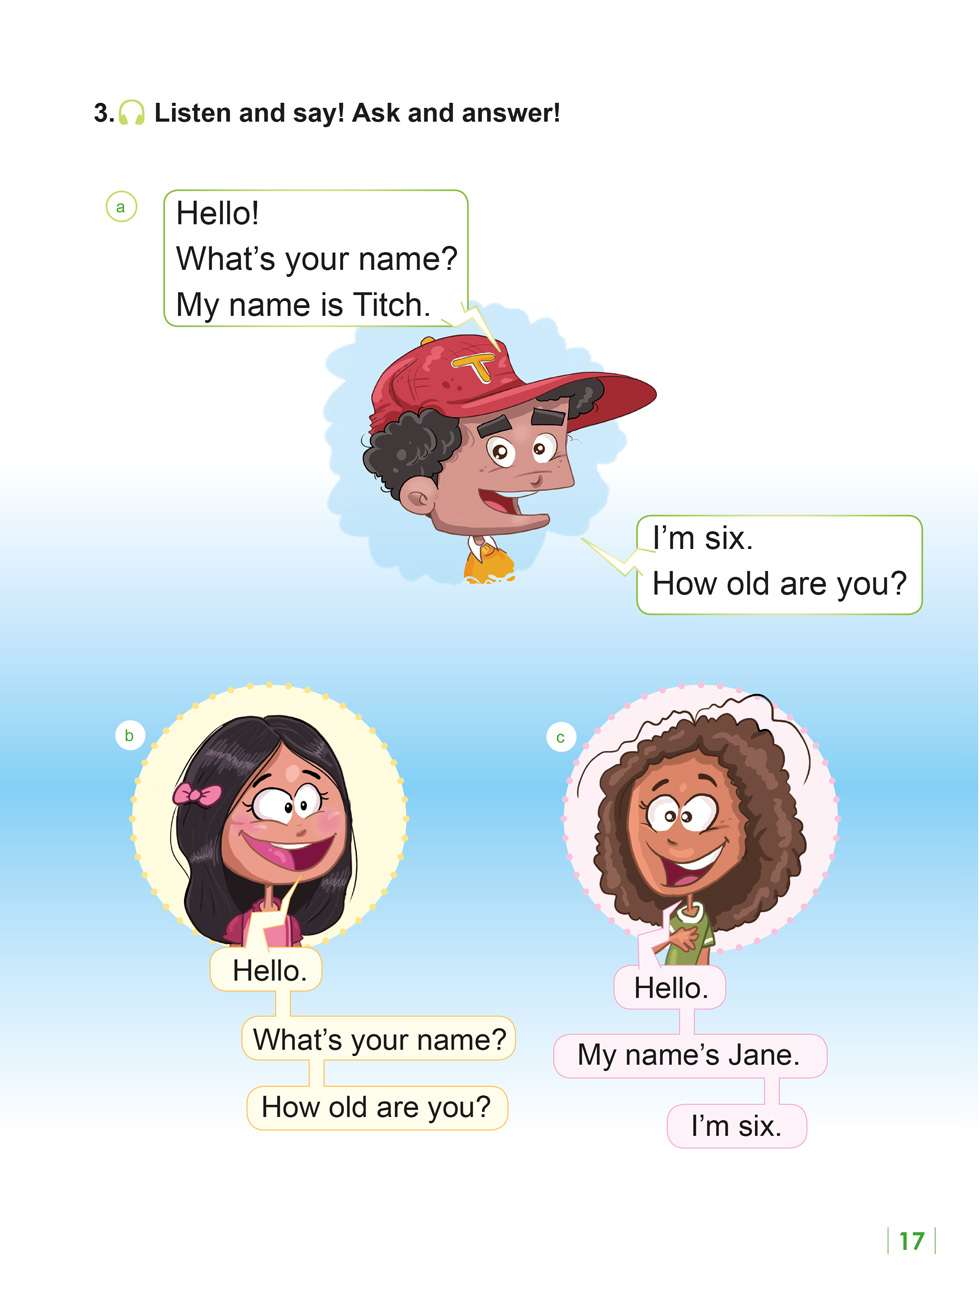 3. Listen and say! Ask and answer!
a
Hello!
What's your name?
My name is Titch.
T
I'm six.
How old are you?
b
Hello.
What's your name?
How old are you?
c
Hello.
My name's Jane.
I'm six.
17